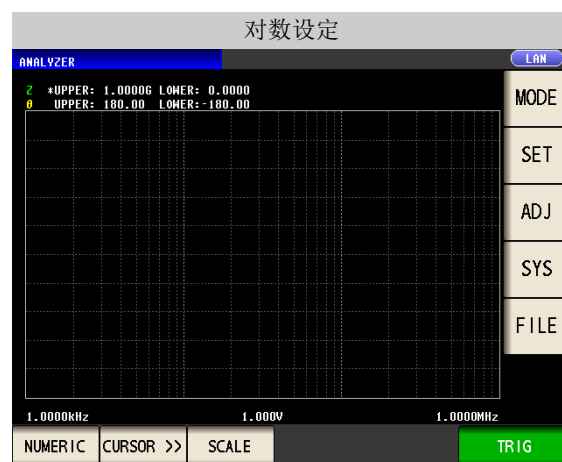 对数设定
ANALYZER
LAN
Z *UPPER: 1.0000G LOWER: 0.0000
θ UPPER: 180.00 LOWER:-180.00
MODE
SET
ADJ
SYS
FILE
1.0000kHz 1.000V 1.0000MHz
NUMERIC CURSOR >> SCALE TRIG